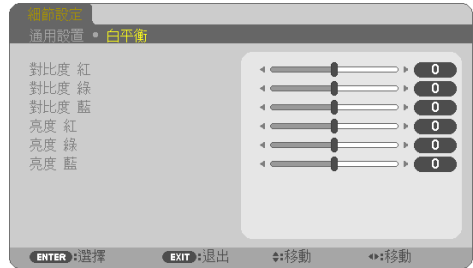 細節設定
通用設置 • 白平衡
對比度 紅 0
對比度 綠 0
對比度 藍 0
亮度 紅 0
亮度 綠 0
亮度 藍 0
ENTER :選擇 EXIT :退出 :移動 :移動